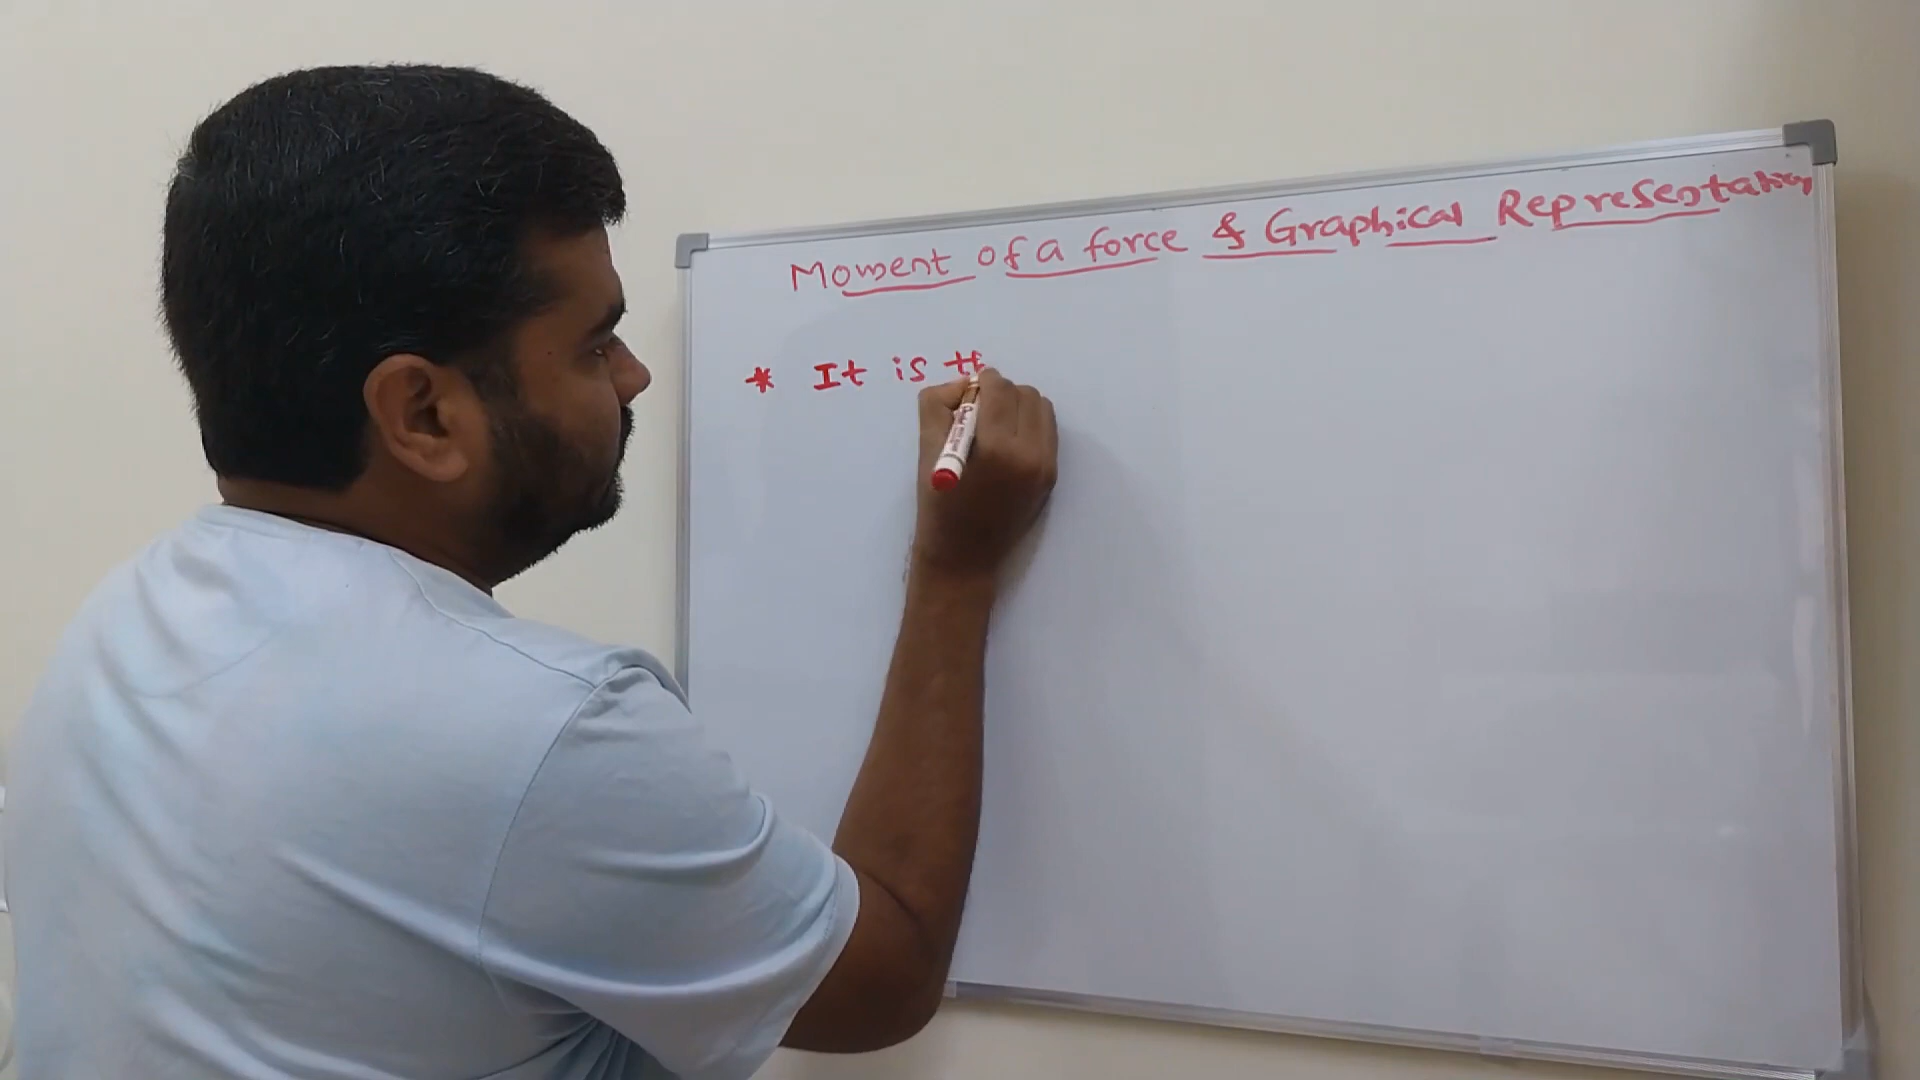 Moment of a force & Graphical Representation
* It is th